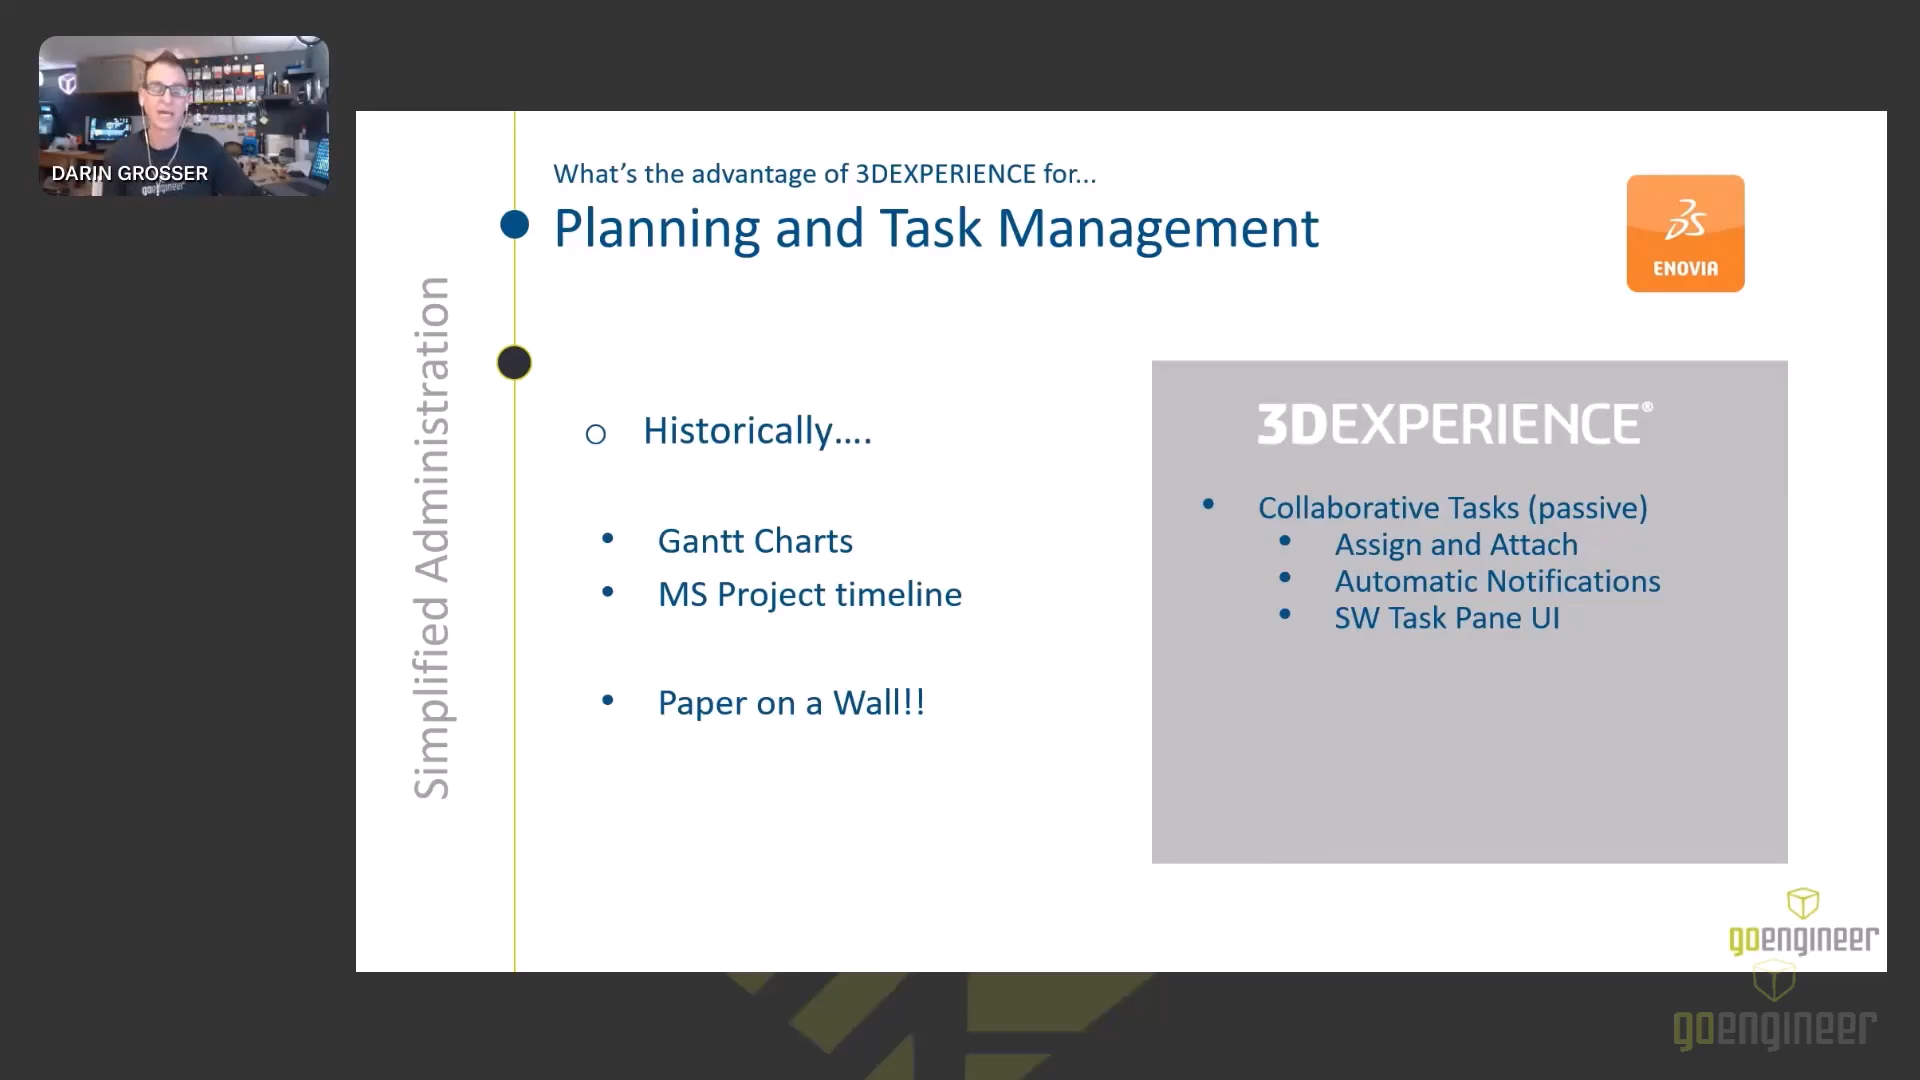 DARIN GROSSER
goengineer
What's the advantage of 3DEXPERIENCE for...
Planning and Task Management
3DS
ENOVIA
Simplified Administration
Historically....
Gantt Charts
MS Project timeline
Paper on a Wall!!
3DEXPERIENCE®
Collaborative Tasks (passive)
Assign and Attach
Automatic Notifications
SW Task Pane UI
goengineer
goengineer